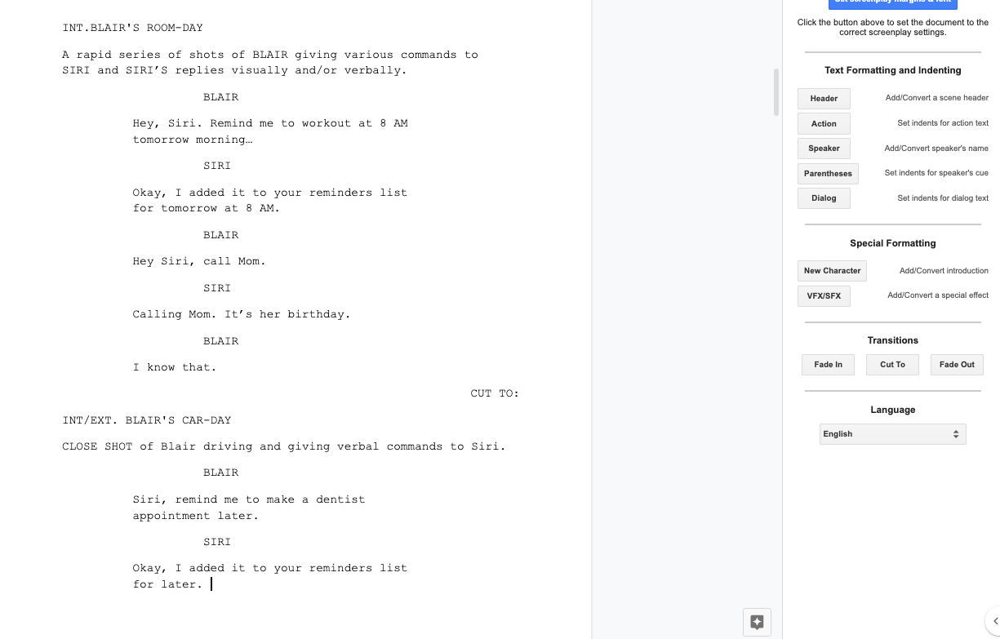 INT.BLAIR'S ROOM-DAY
A rapid series of shots of BLAIR giving various commands to
SIRI and SIRI’S replies visually and/or verbally.
BLAIR
Hey, Siri. Remind me to workout at 8 AM
tomorrow morning…
SIRI
Okay, I added it to your reminders list
for tomorrow at 8 AM.
BLAIR
Hey Siri, call Mom.
SIRI
Calling Mom. It’s her birthday.
BLAIR
I know that.
CUT TO:
INT/EXT. BLAIR'S CAR-DAY
CLOSE SHOT of Blair driving and giving verbal commands to Siri.
BLAIR
Siri, remind me to make a dentist
appointment later.
SIRI
Okay, I added it to your reminders list
for later.
Set screenplay margins & font
Click the button above to set the document to the
correct screenplay settings.
Text Formatting and Indenting
Header Add/Convert a scene header
Action Set indents for action text
Speaker Add/Convert speaker's name
Parentheses Set indents for speaker's cue
Dialog Set indents for dialog text
Special Formatting
New Character Add/Convert introduction
VFX/SFX Add/Convert a special effect
Transitions
Fade In Cut To Fade Out
Language
English